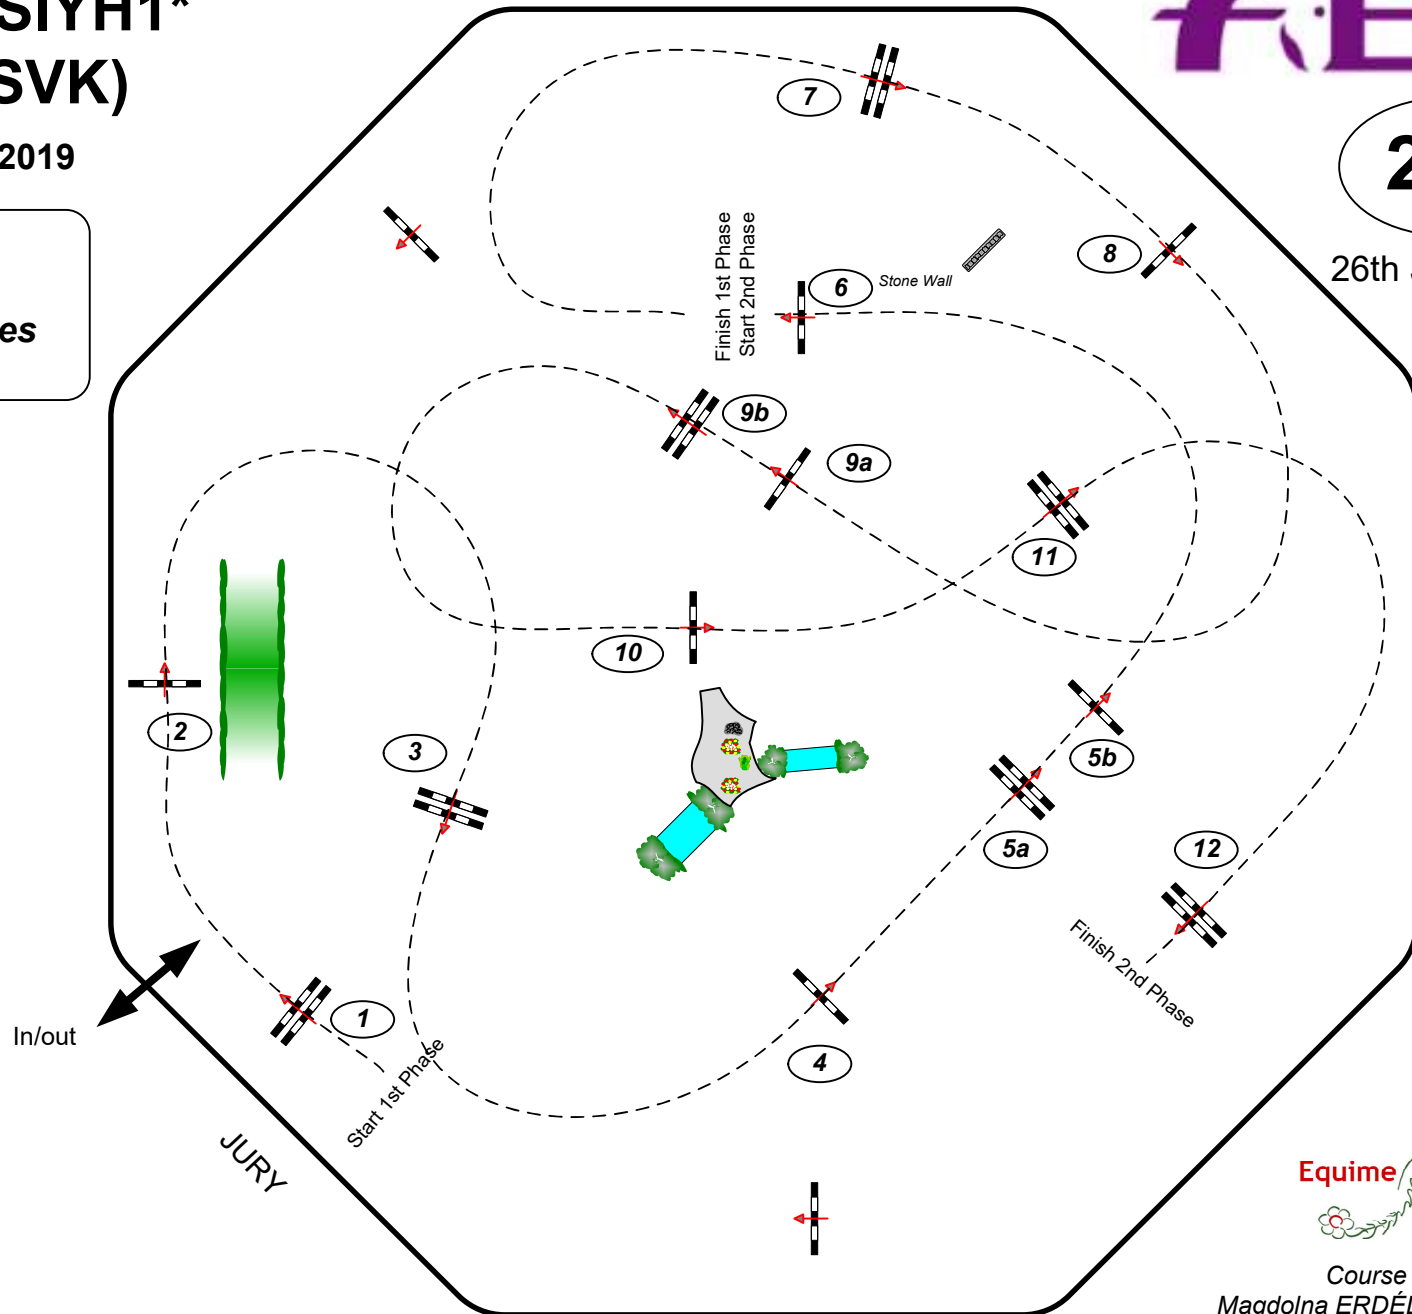 SIYH1*
SVK)
2019
es
26th
7
8
6
Stone Wall
Finish 1st Phase
Start 2nd Phase
9b
9a
11
10
2
3
5b
5a
12
Finish 2nd Phase
1
4
In/out
Start 1st Phase
JURY
Equime
Course
Magdolna ERDÉ